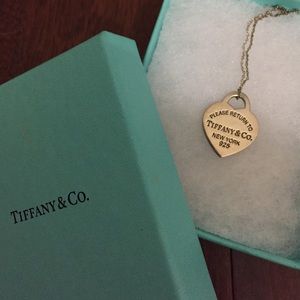 TIFFANY & CO.
PLEASE RETURN TO
TIFFANY & CO.
NEW YORK
925